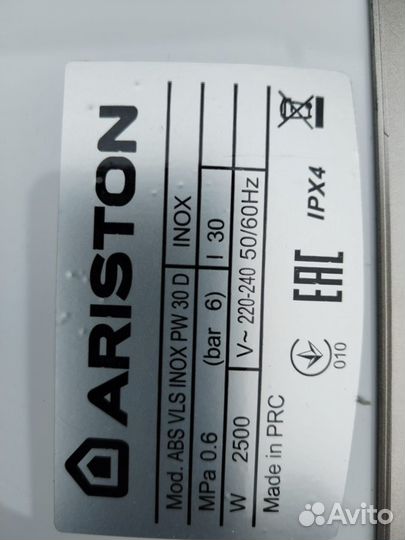 ARISTON
Mod. ABS VLS INOX PW 30 D INOX
MPa 0.6 (bar 6) l 30
W 2500 V~ 220-240 50/60Hz
Made in PRC
010
EAC IPX4
Avito